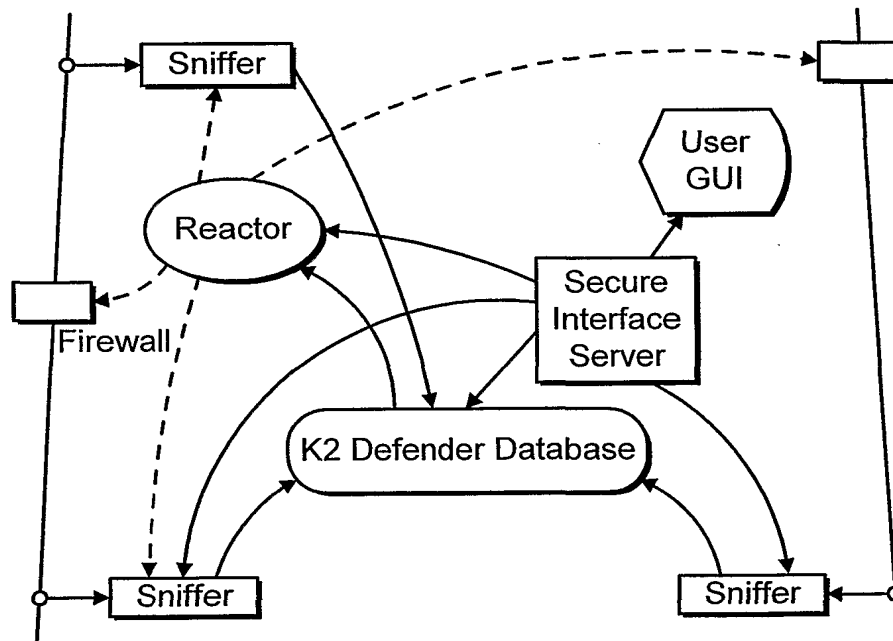 Sniffer
User
GUI
Reactor
Secure
Interface
Server
Firewall
K2 Defender Database
Sniffer
Sniffer